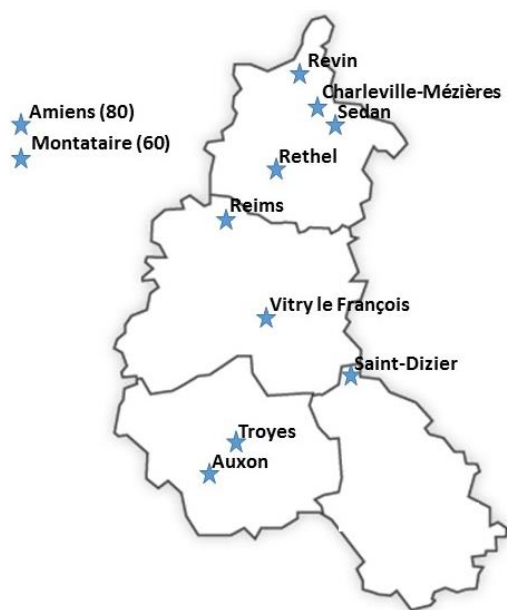 Revin
Charleville-Mézières
Sedan
Amiens (80)
Montataire (60)
Rethel
Reims
Vitry le François
Saint-Dizier
Troyes
Auxon